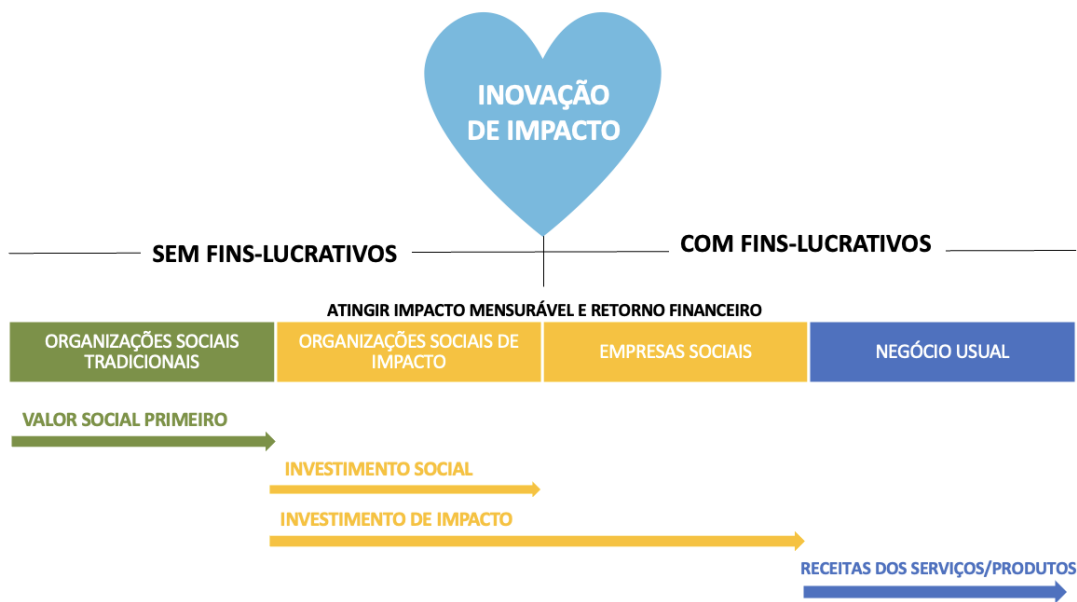 INOVAÇÃO
DE IMPACTO
SEM FINS-LUCRATIVOS
COM FINS-LUCRATIVOS
ATINGIR IMPACTO MENSURÁVEL E RETORNO FINANCEIRO
ORGANIZAÇÕES SOCIAIS
TRADICIONAIS
ORGANIZAÇÕES SOCIAIS DE
IMPACTO
EMPRESAS SOCIAIS
NEGÓCIO USUAL
VALOR SOCIAL PRIMEIRO
INVESTIMENTO SOCIAL
INVESTIMENTO DE IMPACTO
RECEITAS DOS SERVIÇOS/PRODUTOS